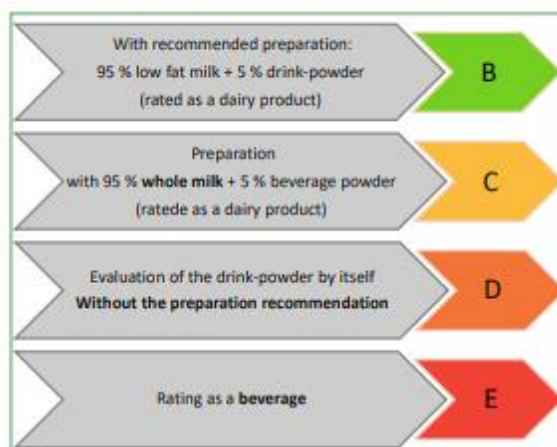 With recommended preparation:
95 % low fat milk + 5 % drink-powder
(rated as a dairy product)
B
Preparation
with 95 % whole milk + 5 % beverage powder
(ratede as a dairy product)
C
Evaluation of the drink-powder by itself
Without the preparation recommendation
D
Rating as a beverage
E